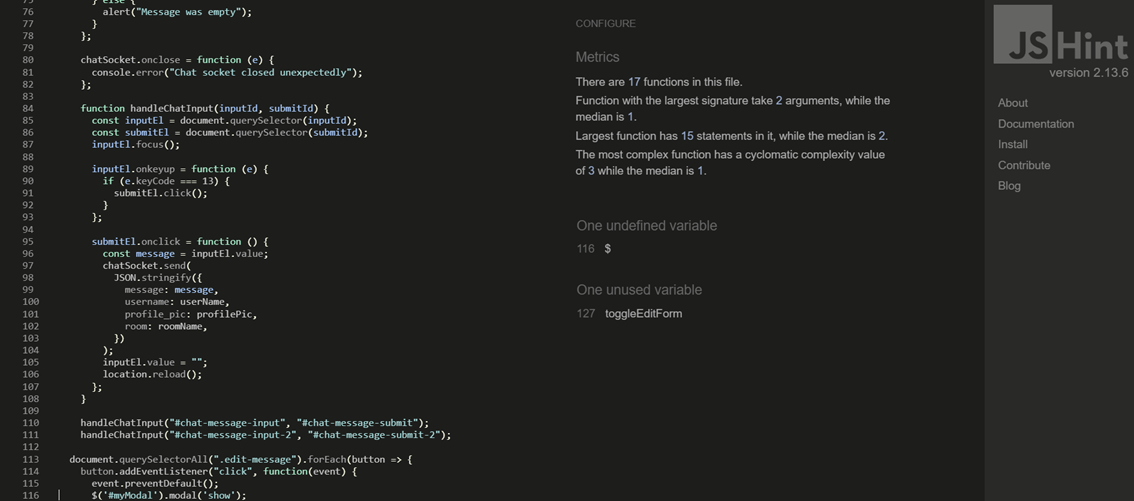 75 } else {
76 alert("Message was empty");
77 }
78 };
79
80 chatSocket.onclose = function (e) {
81 console.error("Chat socket closed unexpectedly");
82 };
83
84 function handleChatInput(inputId, submitId) {
85 const inputEl = document.querySelector(inputId);
86 const submitEl = document.querySelector(submitId);
87 inputEl.focus();
88
89 inputEl.onkeyup = function (e) {
90 if (e.keyCode === 13) {
91 submitEl.click();
92 }
93 };
94
95 submitEl.onclick = function () {
96 const message = inputEl.value;
97 chatSocket.send(
98 JSON.stringify({
99 message: message,
100 username: userName,
101 profile_pic: profilePic,
102 room: roomName,
103 })
104 );
105 inputEl.value = "";
106 location.reload();
107 };
108 }
109
110 handleChatInput("#chat-message-input", "#chat-message-submit");
111 handleChatInput("#chat-message-input-2", "#chat-message-submit-2");
112
113 document.querySelectorAll(".edit-message").forEach(button => {
114 button.addEventListener("click", function(event) {
115 event.preventDefault();
116 $('#myModal').modal('show');
CONFIGURE
Metrics
There are 17 functions in this file.
Function with the largest signature take 2 arguments, while the
median is 1.
Largest function has 15 statements in it, while the median is 2.
The most complex function has a cyclomatic complexity value
of 3 while the median is 1.
One undefined variable
116 $
One unused variable
127 toggleEditForm
JSHint
version 2.13.6
About
Documentation
Install
Contribute
Blog